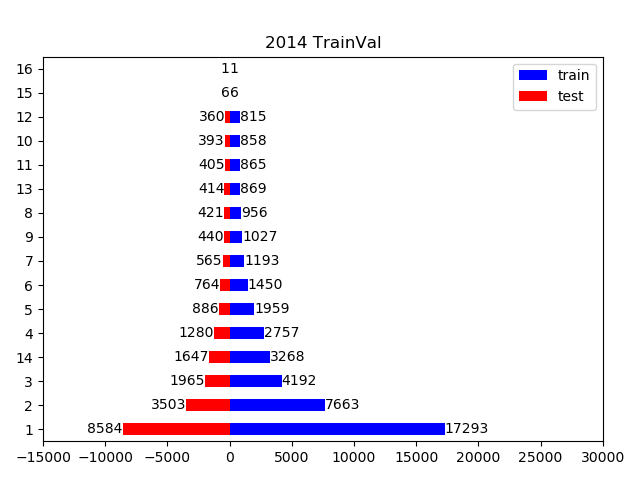 2014 TrainVal
train
test
16 11
15 66
12 360 815
10 393 858
11 405 865
13 414 869
8 421 956
9 440 1027
7 565 1193
6 764 1450
5 886 1959
4 1280 2757
14 1647 3268
3 1965 4192
2 3503 7663
1 8584 17293
−15000 −10000 −5000 0 5000 10000 15000 20000 25000 30000